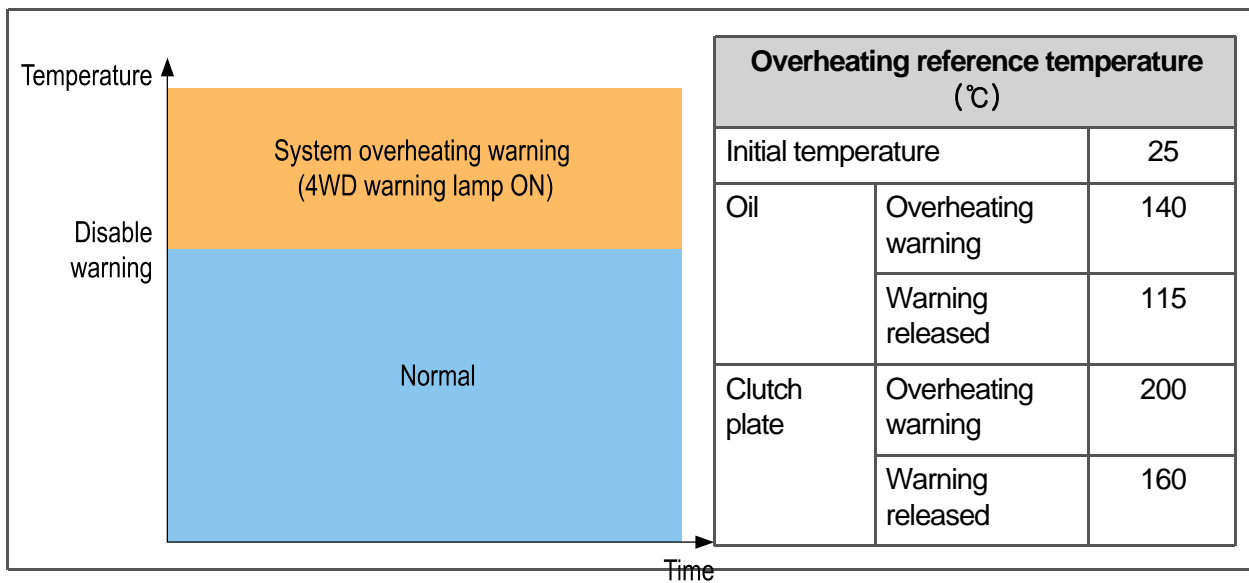 Temperature
System overheating warning
(4WD warning lamp ON)
Disable
warning
Normal
Time
Overheating reference temperature
(℃)
Initial temperature 25
Oil Overheating
warning 140
Warning
released 115
Clutch
plate Overheating
warning 200
Warning
released 160